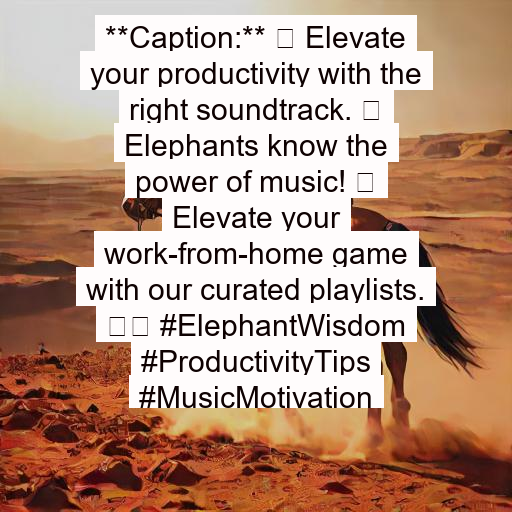 **Caption:** □ Elevate
your productivity with the
right soundtrack. □
Elephants know the
power of music! □
Elevate your
work-from-home game
with our curated playlists.
□□ #ElephantWisdom
#ProductivityTips
#MusicMotivation